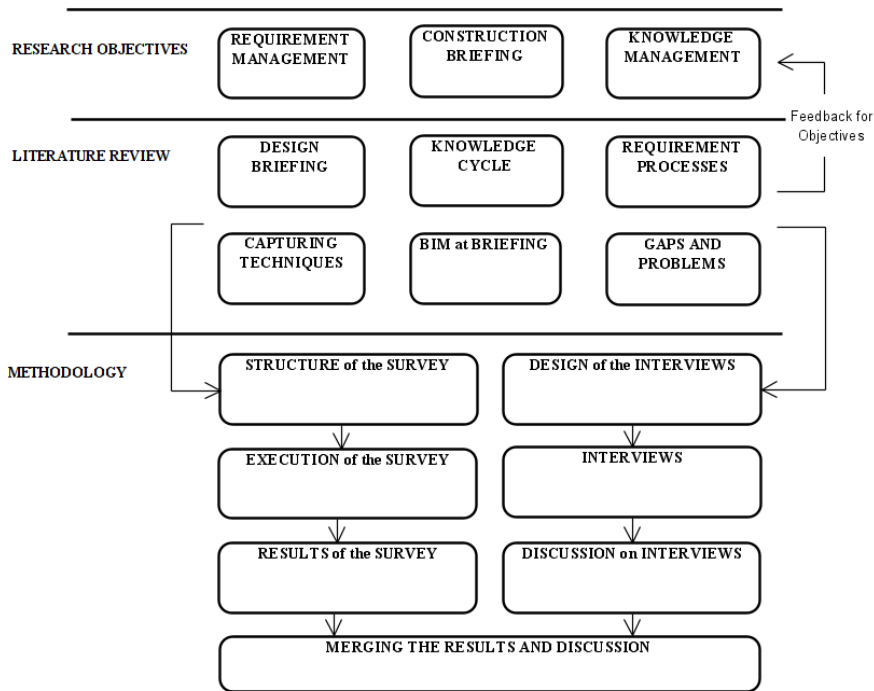 RESEARCH OBJECTIVES
REQUIREMENT
MANAGEMENT
CONSTRUCTION
BRIEFING
KNOWLEDGE
MANAGEMENT
Feedback for
Objectives
LITERATURE REVIEW
DESIGN
BRIEFING
KNOWLEDGE
CYCLE
REQUIREMENT
PROCESSES
CAPTURING
TECHNIQUES
BIM at BRIEFING
GAPS AND
PROBLEMS
METHODOLOGY
STRUCTURE of the SURVEY
DESIGN of the INTERVIEWS
EXECUTION of the SURVEY
INTERVIEWS
RESULTS of the SURVEY
DISCUSSION on INTERVIEWS
MERGING THE RESULTS AND DISCUSSION